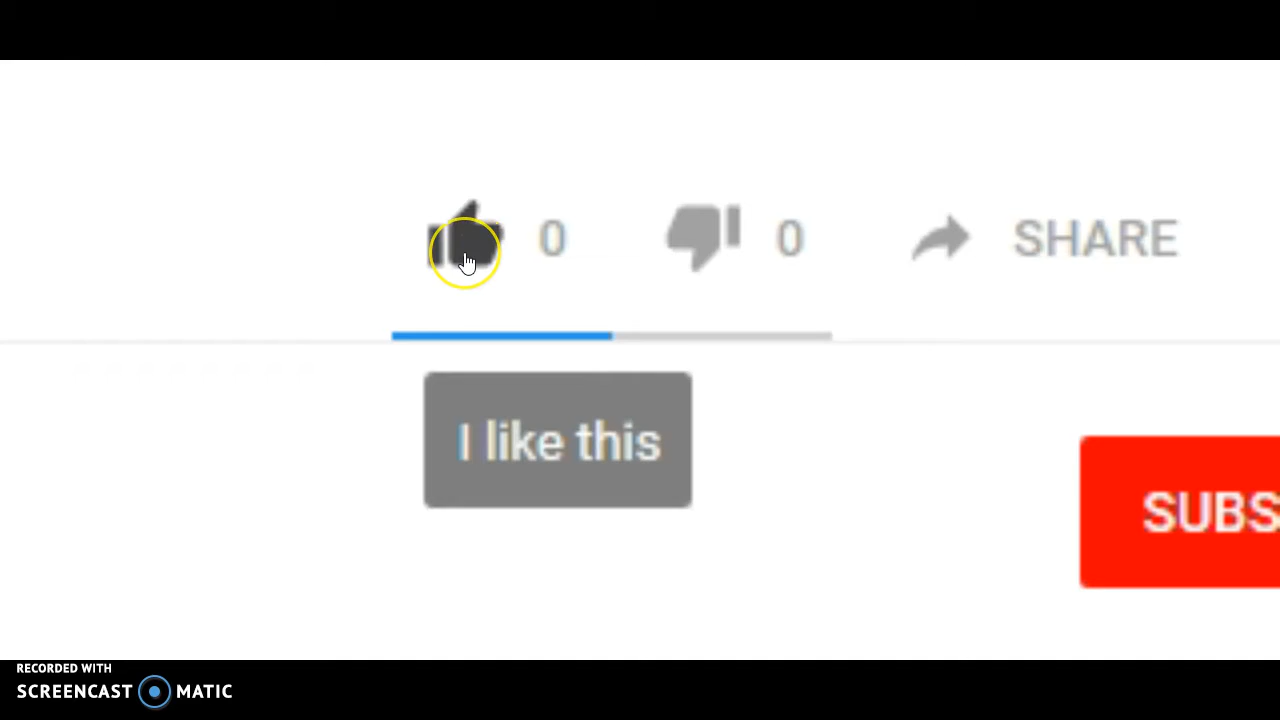 0 0 SHARE
I like this
SUBS
RECORDED WITH
SCREENCAST MATIC